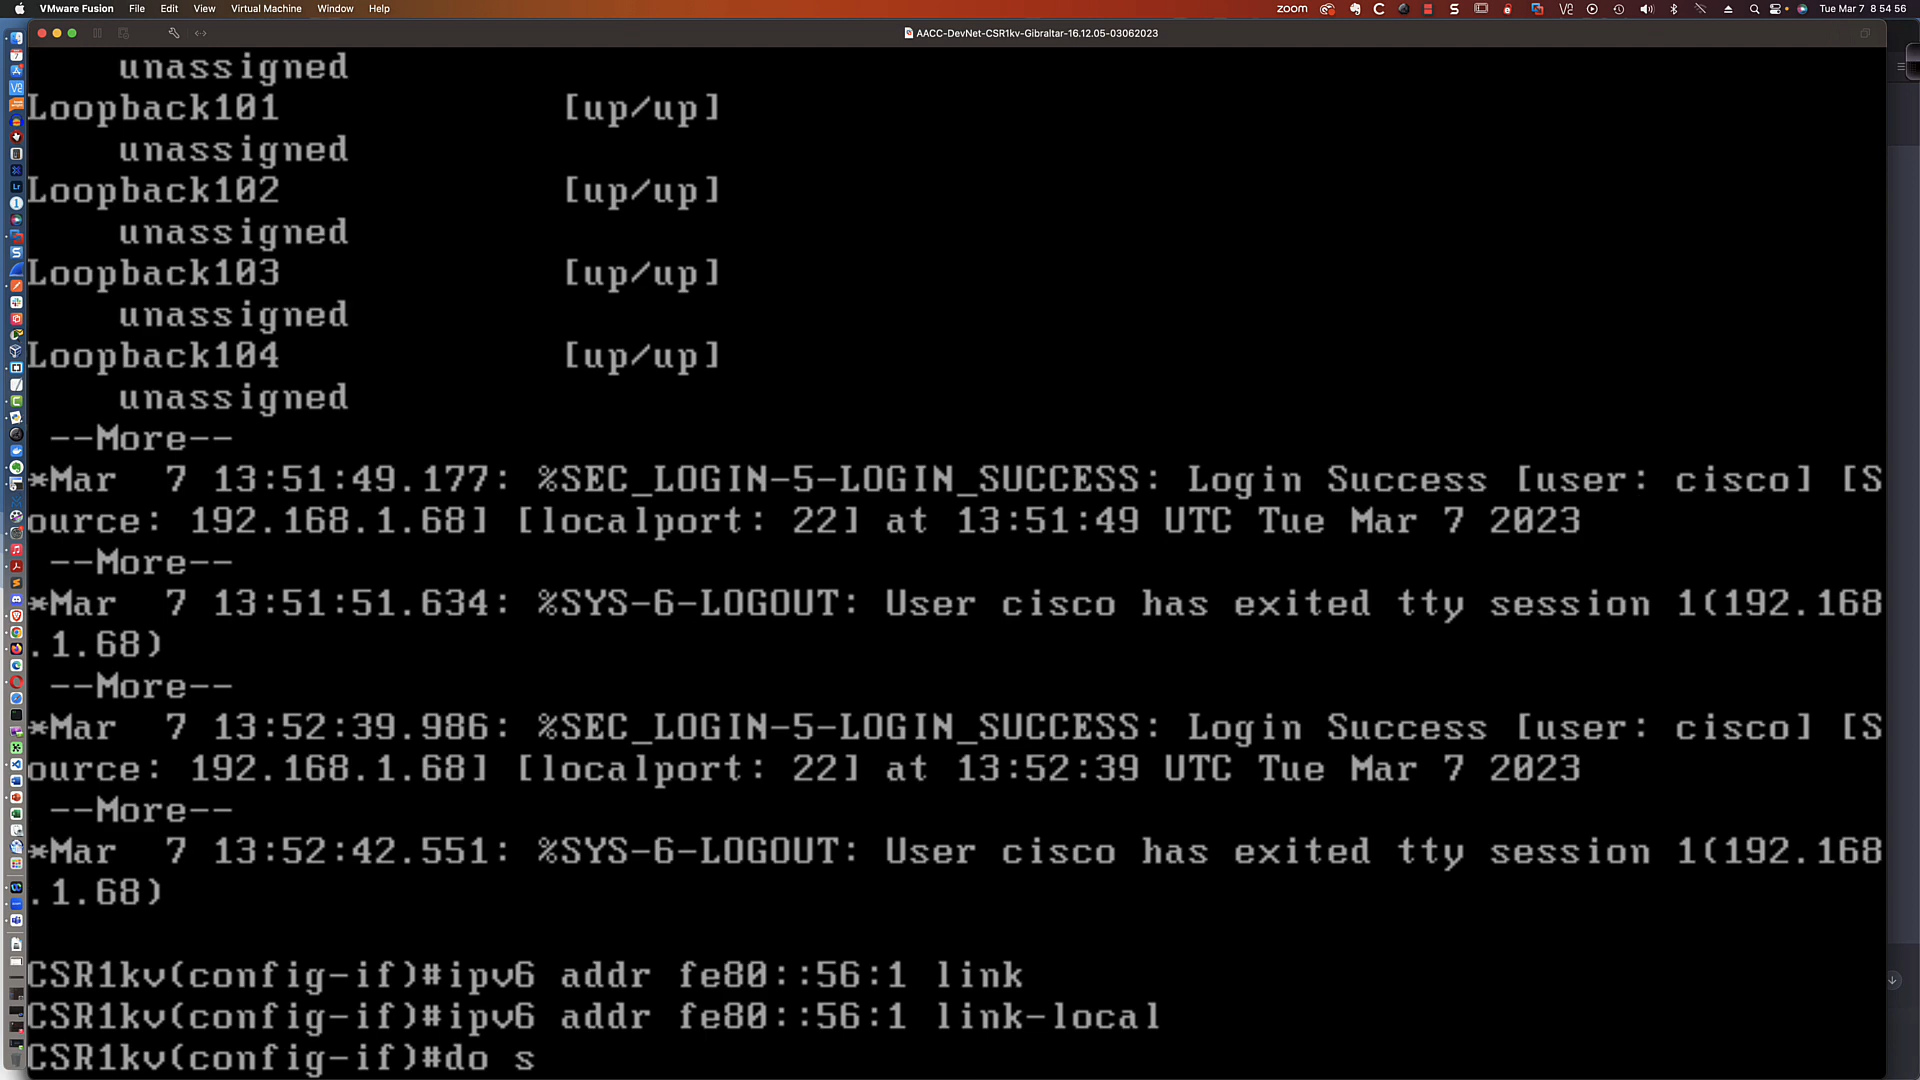 VMware Fusion File Edit View Virtual Machine Window Help zoom Tue Mar 7 8 54 56
AACC-DevNet-CSR1kv-Gibraltar-16.12.05-03062023
unassigned
Loopback101 [up/up]
unassigned
Loopback102 [up/up]
unassigned
Loopback103 [up/up]
unassigned
Loopback104 [up/up]
unassigned
--More--
*Mar 7 13:51:49.177: %SEC_LOGIN-5-LOGIN_SUCCESS: Login Success [user: cisco] [S
ource: 192.168.1.68] [localport: 22] at 13:51:49 UTC Tue Mar 7 2023
--More--
*Mar 7 13:51:51.634: %SYS-6-LOGOUT: User cisco has exited tty session 1(192.168
.1.68)
--More--
*Mar 7 13:52:39.986: %SEC_LOGIN-5-LOGIN_SUCCESS: Login Success [user: cisco] [S
ource: 192.168.1.68] [localport: 22] at 13:52:39 UTC Tue Mar 7 2023
--More--
*Mar 7 13:52:42.551: %SYS-6-LOGOUT: User cisco has exited tty session 1(192.168
.1.68)
CSR1kv(config-if)#ipv6 addr fe80::56:1 link
CSR1kv(config-if)#ipv6 addr fe80::56:1 link-local
CSR1kv(config-if)#do s